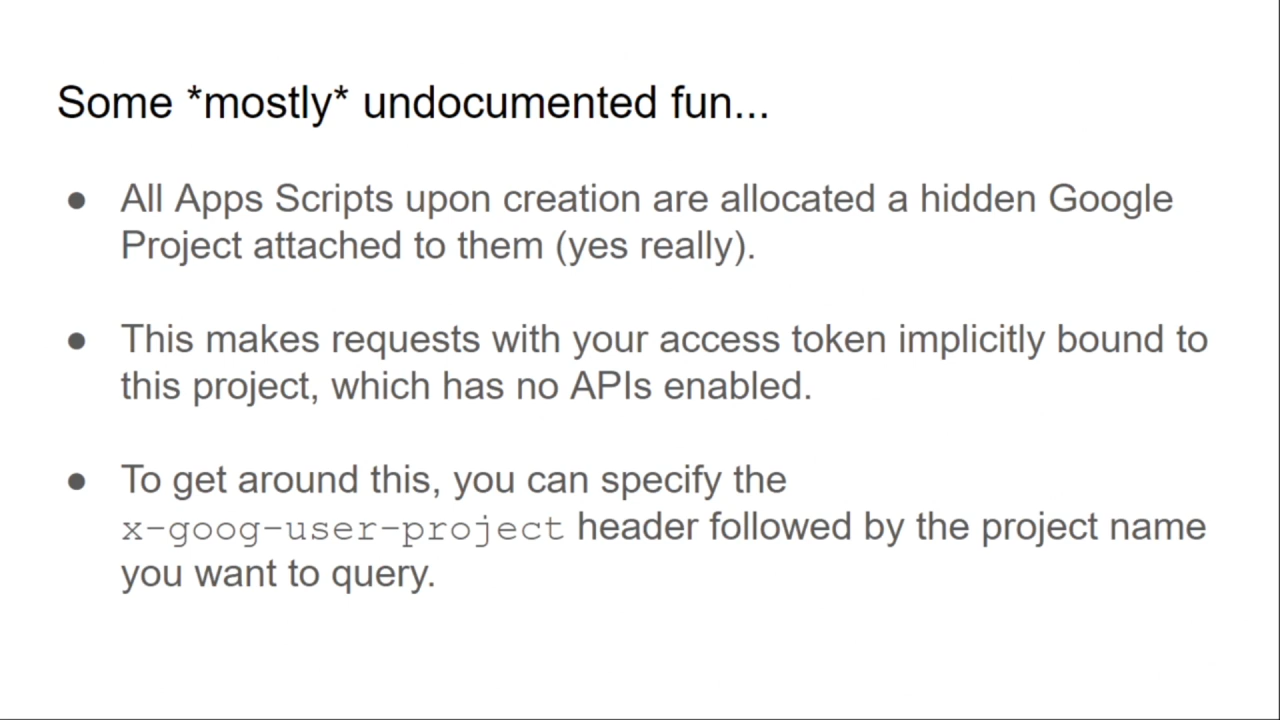 Some *mostly* undocumented fun...
● All Apps Scripts upon creation are allocated a hidden Google
Project attached to them (yes really).
● This makes requests with your access token implicitly bound to
this project, which has no APIs enabled.
● To get around this, you can specify the
x-goog-user-project header followed by the project name
you want to query.